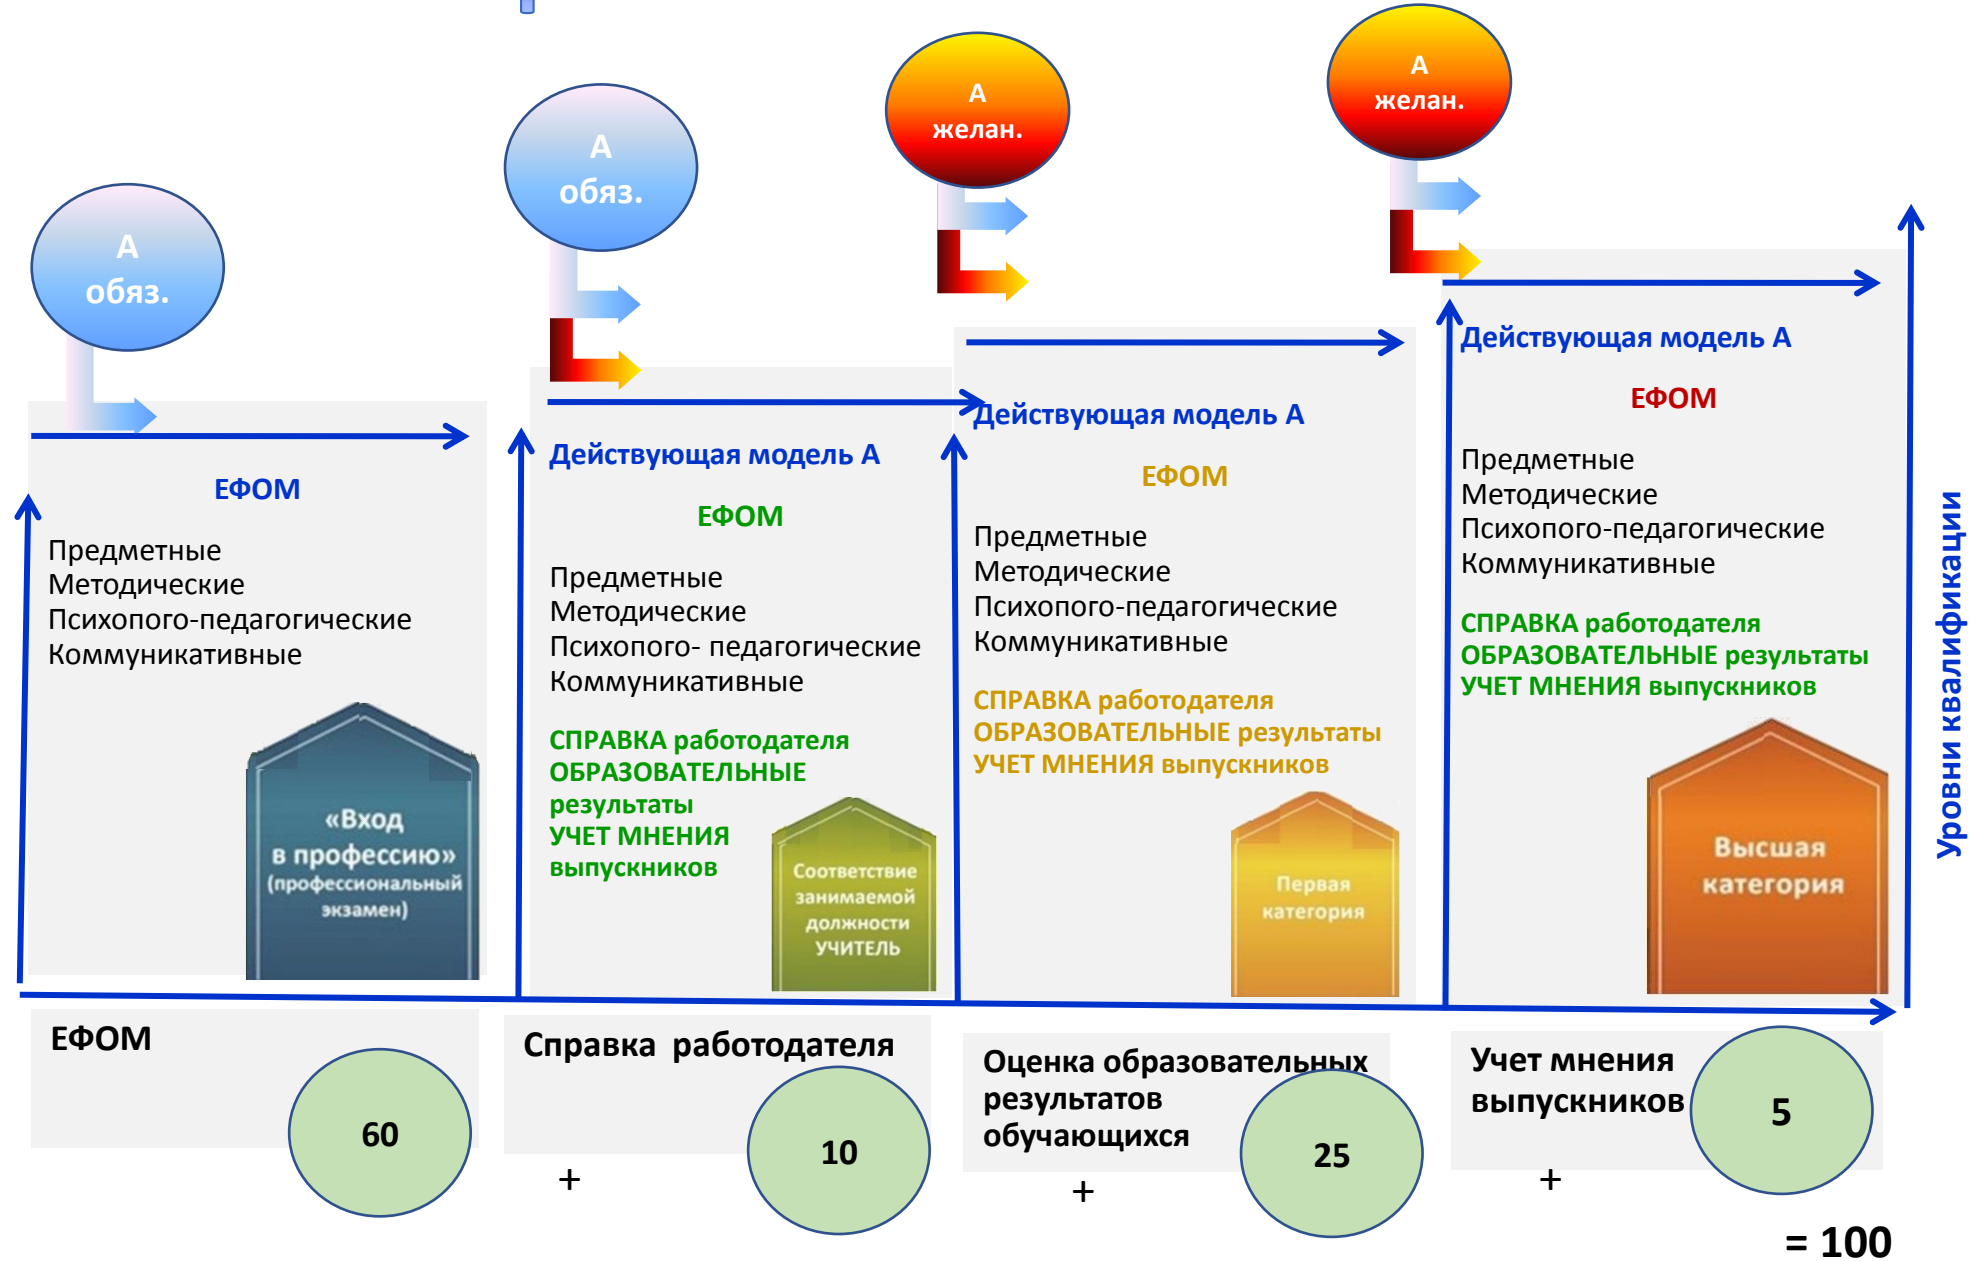 А
обяз.
ЕФОМ
Предметные
Методические
Психопого-педагогические
Коммуникативные
«Вход
в профессию»
(профессиональный
экзамен)
А
обяз.
Действующая модель А
ЕФОМ
Предметные
Методические
Психопого- педагогические
Коммуникативные
СПРАВКА работодателя
ОБРАЗОВАТЕЛЬНЫЕ
результаты
УЧЕТ МНЕНИЯ
выпускников
Соответствие
занимаемой
должности
УЧИТЕЛЬ
А
желан.
Действующая модель А
ЕФОМ
Предметные
Методические
Психопого-педагогические
Коммуникативные
СПРАВКА работодателя
ОБРАЗОВАТЕЛЬНЫЕ результаты
УЧЕТ МНЕНИЯ выпускников
Первая
категория
А
желан.
Действующая модель А
ЕФОМ
Предметные
Методические
Психопого-педагогические
Коммуникативные
СПРАВКА работодателя
ОБРАЗОВАТЕЛЬНЫЕ результаты
УЧЕТ МНЕНИЯ выпускников
Высшая
категория
Уровни квалификации
ЕФОМ
60
Справка работодателя
+
10
Оценка образовательных
результатов
обучающихся
+
25
Учет мнения
выпускников
+
5
= 100